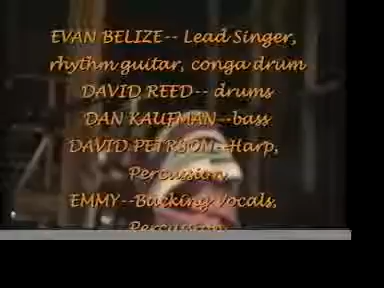 EVAN BELIZE-- Lead Singer,
rhythm guitar, conga drum
DAVID REED-- drums
DAN KAUFMAN--bass
DAVID PETRSON--Harp,
Percussion,
EMMY--Backing Vocals,
Percussion